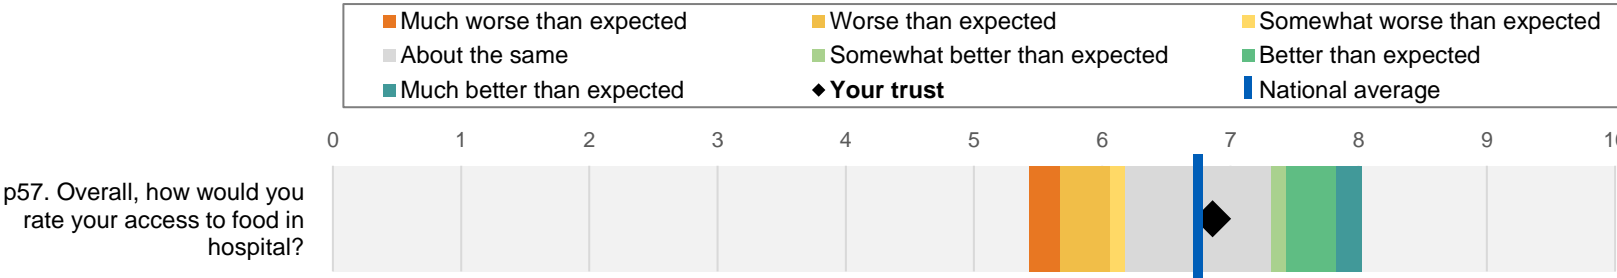 Much worse than expected
Worse than expected
Somewhat worse than expected
About the same
Somewhat better than expected
Better than expected
Much better than expected
Your trust
National average
0 1 2 3 4 5 6 7 8 9
p57. Overall, how would you
rate your access to food in
hospital?